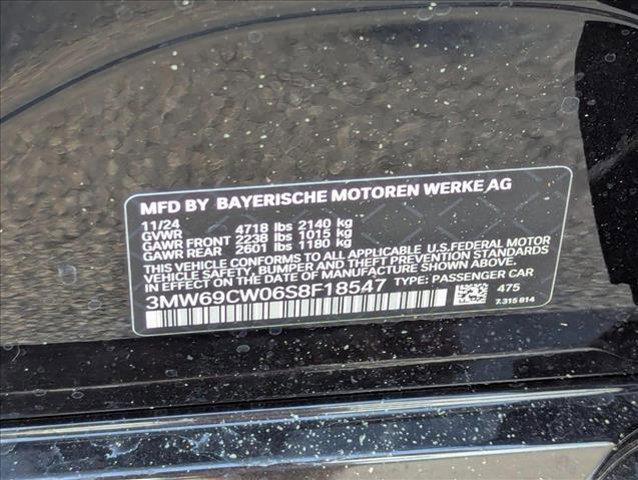 MFD BY BAYERISCHE MOTOREN WERKE AG
11/24
GVWR 4718 lbs 2140 kg
GAWR FRONT 2238 lbs 1015 kg
GAWR REAR 2601 lbs 1180 kg
THIS VEHICLE CONFORMS TO ALL APPLICABLE U.S.FEDERAL MOTOR
VEHICLE SAFETY, BUMPER, AND THEFT PREVENTION STANDARDS
IN EFFECT ON THE DATE OF MANUFACTURE SHOWN ABOVE.
3MW69CW06S8F18547 TYPE: PASSENGER CAR
475
7.315 814